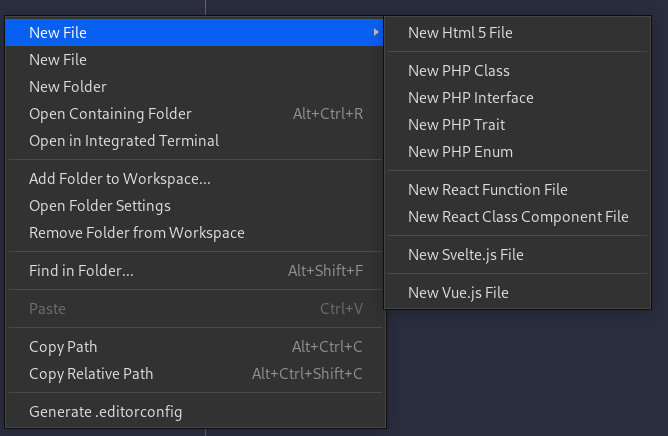 New File
New File
New Folder
Open Containing Folder Alt+Ctrl+R
Open in Integrated Terminal
Add Folder to Workspace...
Open Folder Settings
Remove Folder from Workspace
Find in Folder... Alt+Shift+F
Paste Ctrl+V
Copy Path Alt+Ctrl+C
Copy Relative Path Alt+Ctrl+Shift+C
Generate .editorconfig
New Html 5 File
New PHP Class
New PHP Interface
New PHP Trait
New PHP Enum
New React Function File
New React Class Component File
New Svelte.js File
New Vue.js File